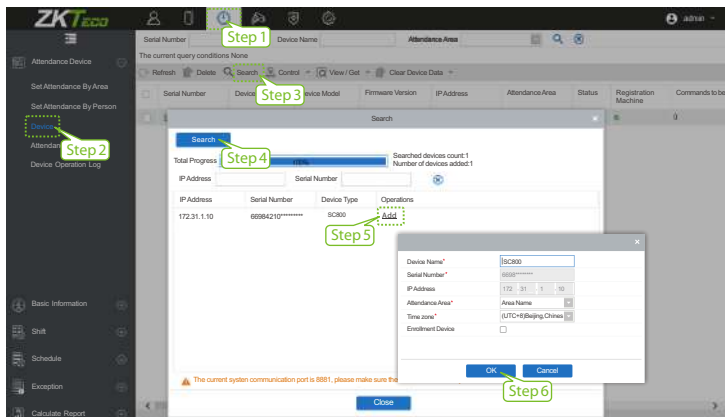 ZKTECO
admin
Step 1
Serial Number
Device Name
Attendance Area
The current query conditions None
Attendance Device
Refresh Delete Search Control View / Get Clear Device Data
Step 3
Set Attendance By Area
Serial Number
Device Model
Firmware Version
IP Address
Attendance Area
Status
Registration Machine
Commands to be
Set Attendance By Person
Device
Step 2
Device Operation Log
Search
Search
Step 4
Total Progress
100%
Searched devices count:1
Number of devices added:1
IP Address
Serial Number
IP Address Serial Number Device Type Operations
172.31.1.10 66984210********* SC800 Add
Step 5
Device Name* SC800
Serial Number* 6698********
IP Address 172 31 1 10
Attendance Area* Area Name
Time zone* (UTC+8)Beijing,Chines
Enrollment Device
OK Cancel
Step 6
The current systen communication port is 8881, please make sure the
Close
Basic Information
Shift
Schedule
Exception
Calculate Report